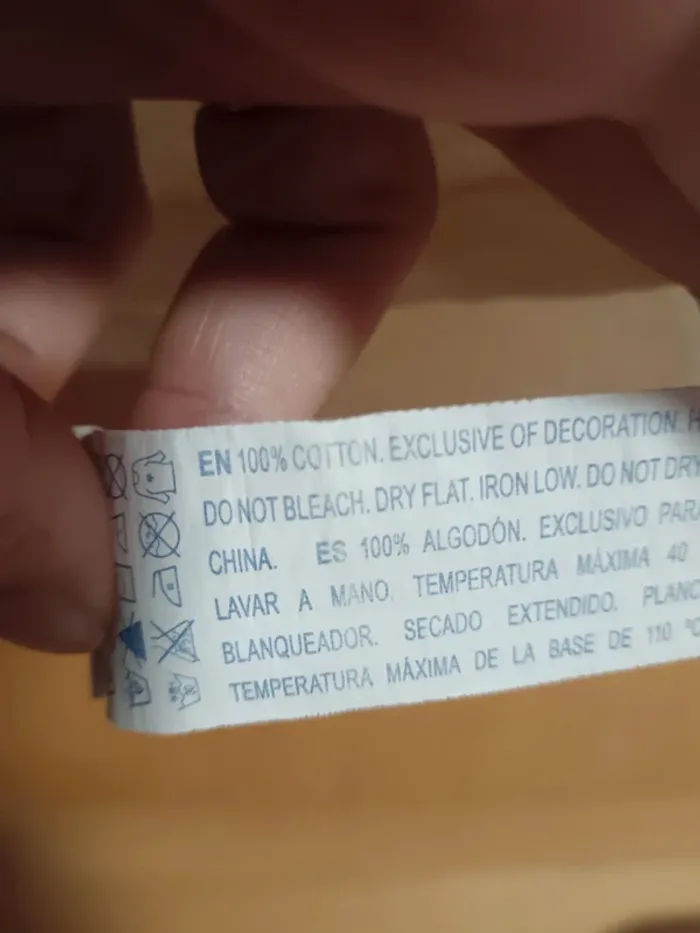 EN 100% COTTON. EXCLUSIVE OF DECORATION.
DO NOT BLEACH. DRY FLAT. IRON LOW. DO NOT DRY
CHINA. ES 100% ALGODÓN. EXCLUSIVO PARA
LAVAR A MANO. TEMPERATURA MÁXIMA 40
BLANQUEADOR. SECADO EXTENDIDO. PLANC
TEMPERATURA MÁXIMA DE LA BASE DE 110 °C